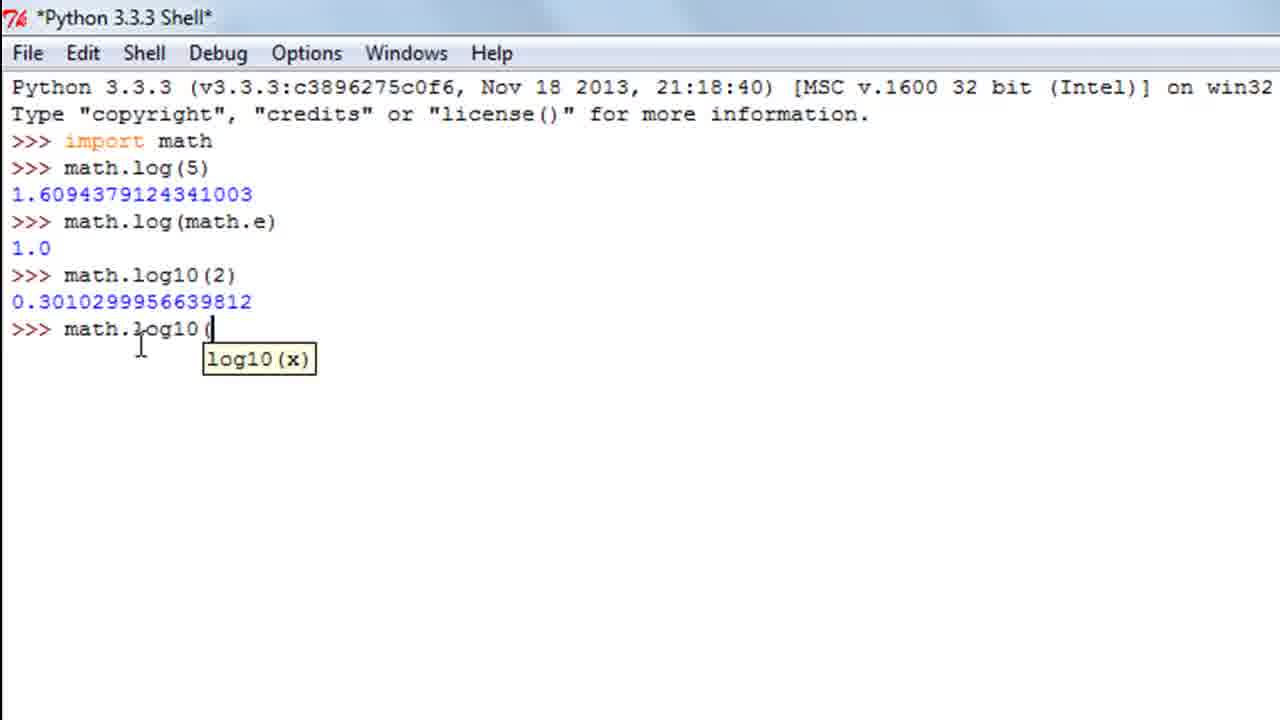 *Python 3.3.3 Shell*
File Edit Shell Debug Options Windows Help
Python 3.3.3 (v3.3.3:c3896275c0f6, Nov 18 2013, 21:18:40) [MSC v.1600 32 bit (Intel)] on win32
Type "copyright", "credits" or "license()" for more information.
>>> import math
>>> math.log(5)
1.6094379124341003
>>> math.log(math.e)
1.0
>>> math.log10(2)
0.3010299956639812
>>> math.log10(
log10(x)